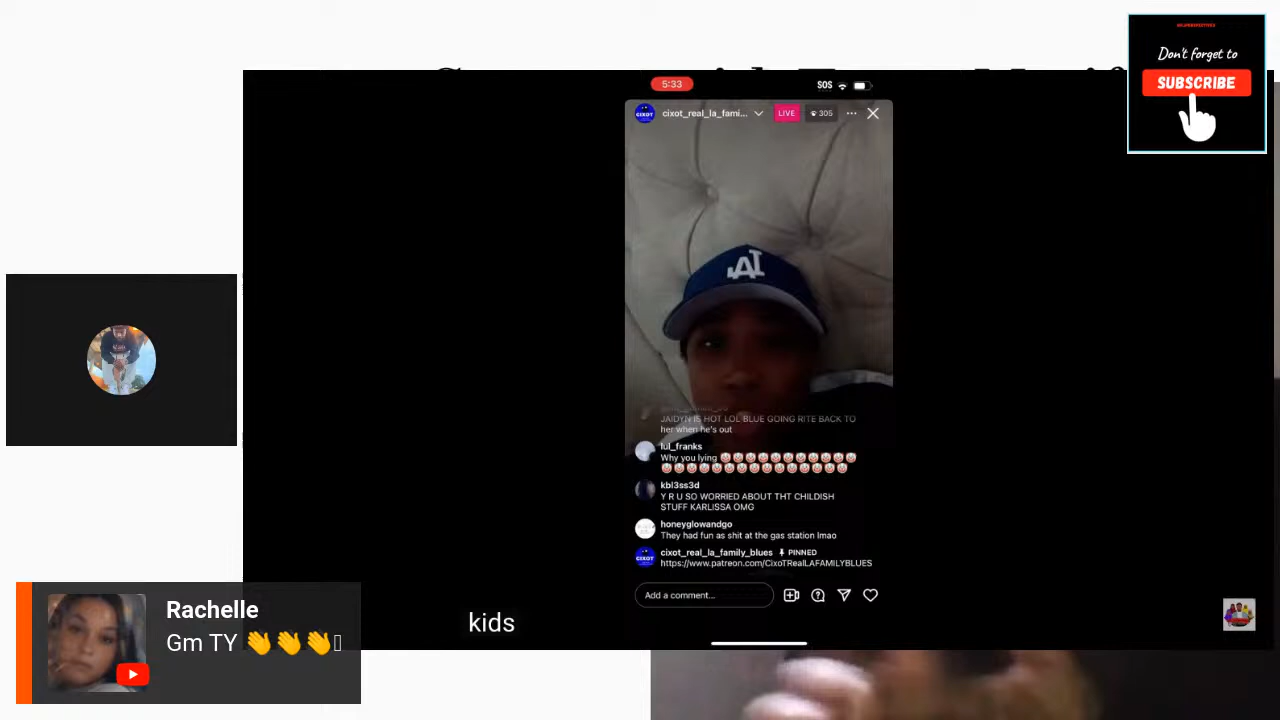 Don't forget to
SUBSCRIBE
5:33
SOS
CIXOT
cixot_real_la_fami...
LIVE
305
LA
JAIDYN IS HOT LOL BLUE GOING RITE BACK TO
her when he's out
lul_franks
Why you lying 🤡🤡🤡🤡🤡🤡🤡🤡🤡🤡🤡
🤡🤡🤡🤡🤡🤡🤡🤡🤡🤡🤡🤡🤡🤡🤡
kbl3ss3d
Y R U SO WORRIED ABOUT THT CHILDISH
STUFF KARLISSA OMG
honeyglowandgo
They had fun as shit at the gas station lmao
CIXOT
cixot_real_la_family_blues PINNED
https://www.patreon.com/CixoTRealLAFAMILYBLUES
Add a comment...
kids
Rachelle
Gm TY 👏👏👏